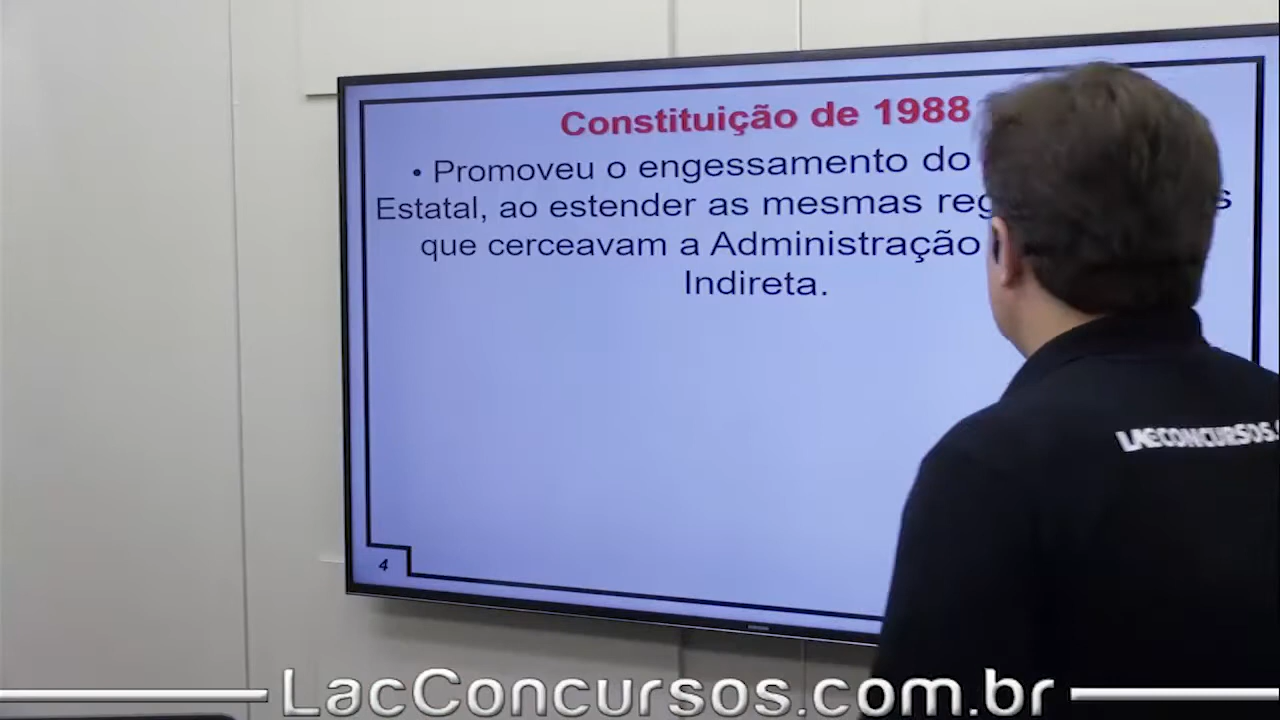 Constituição de 1988
• Promoveu o engessamento do
Estatal, ao estender as mesmas
que cerceavam a Administração
Indireta.
4
LACCONCURSOS.
LacConcursos.com.br